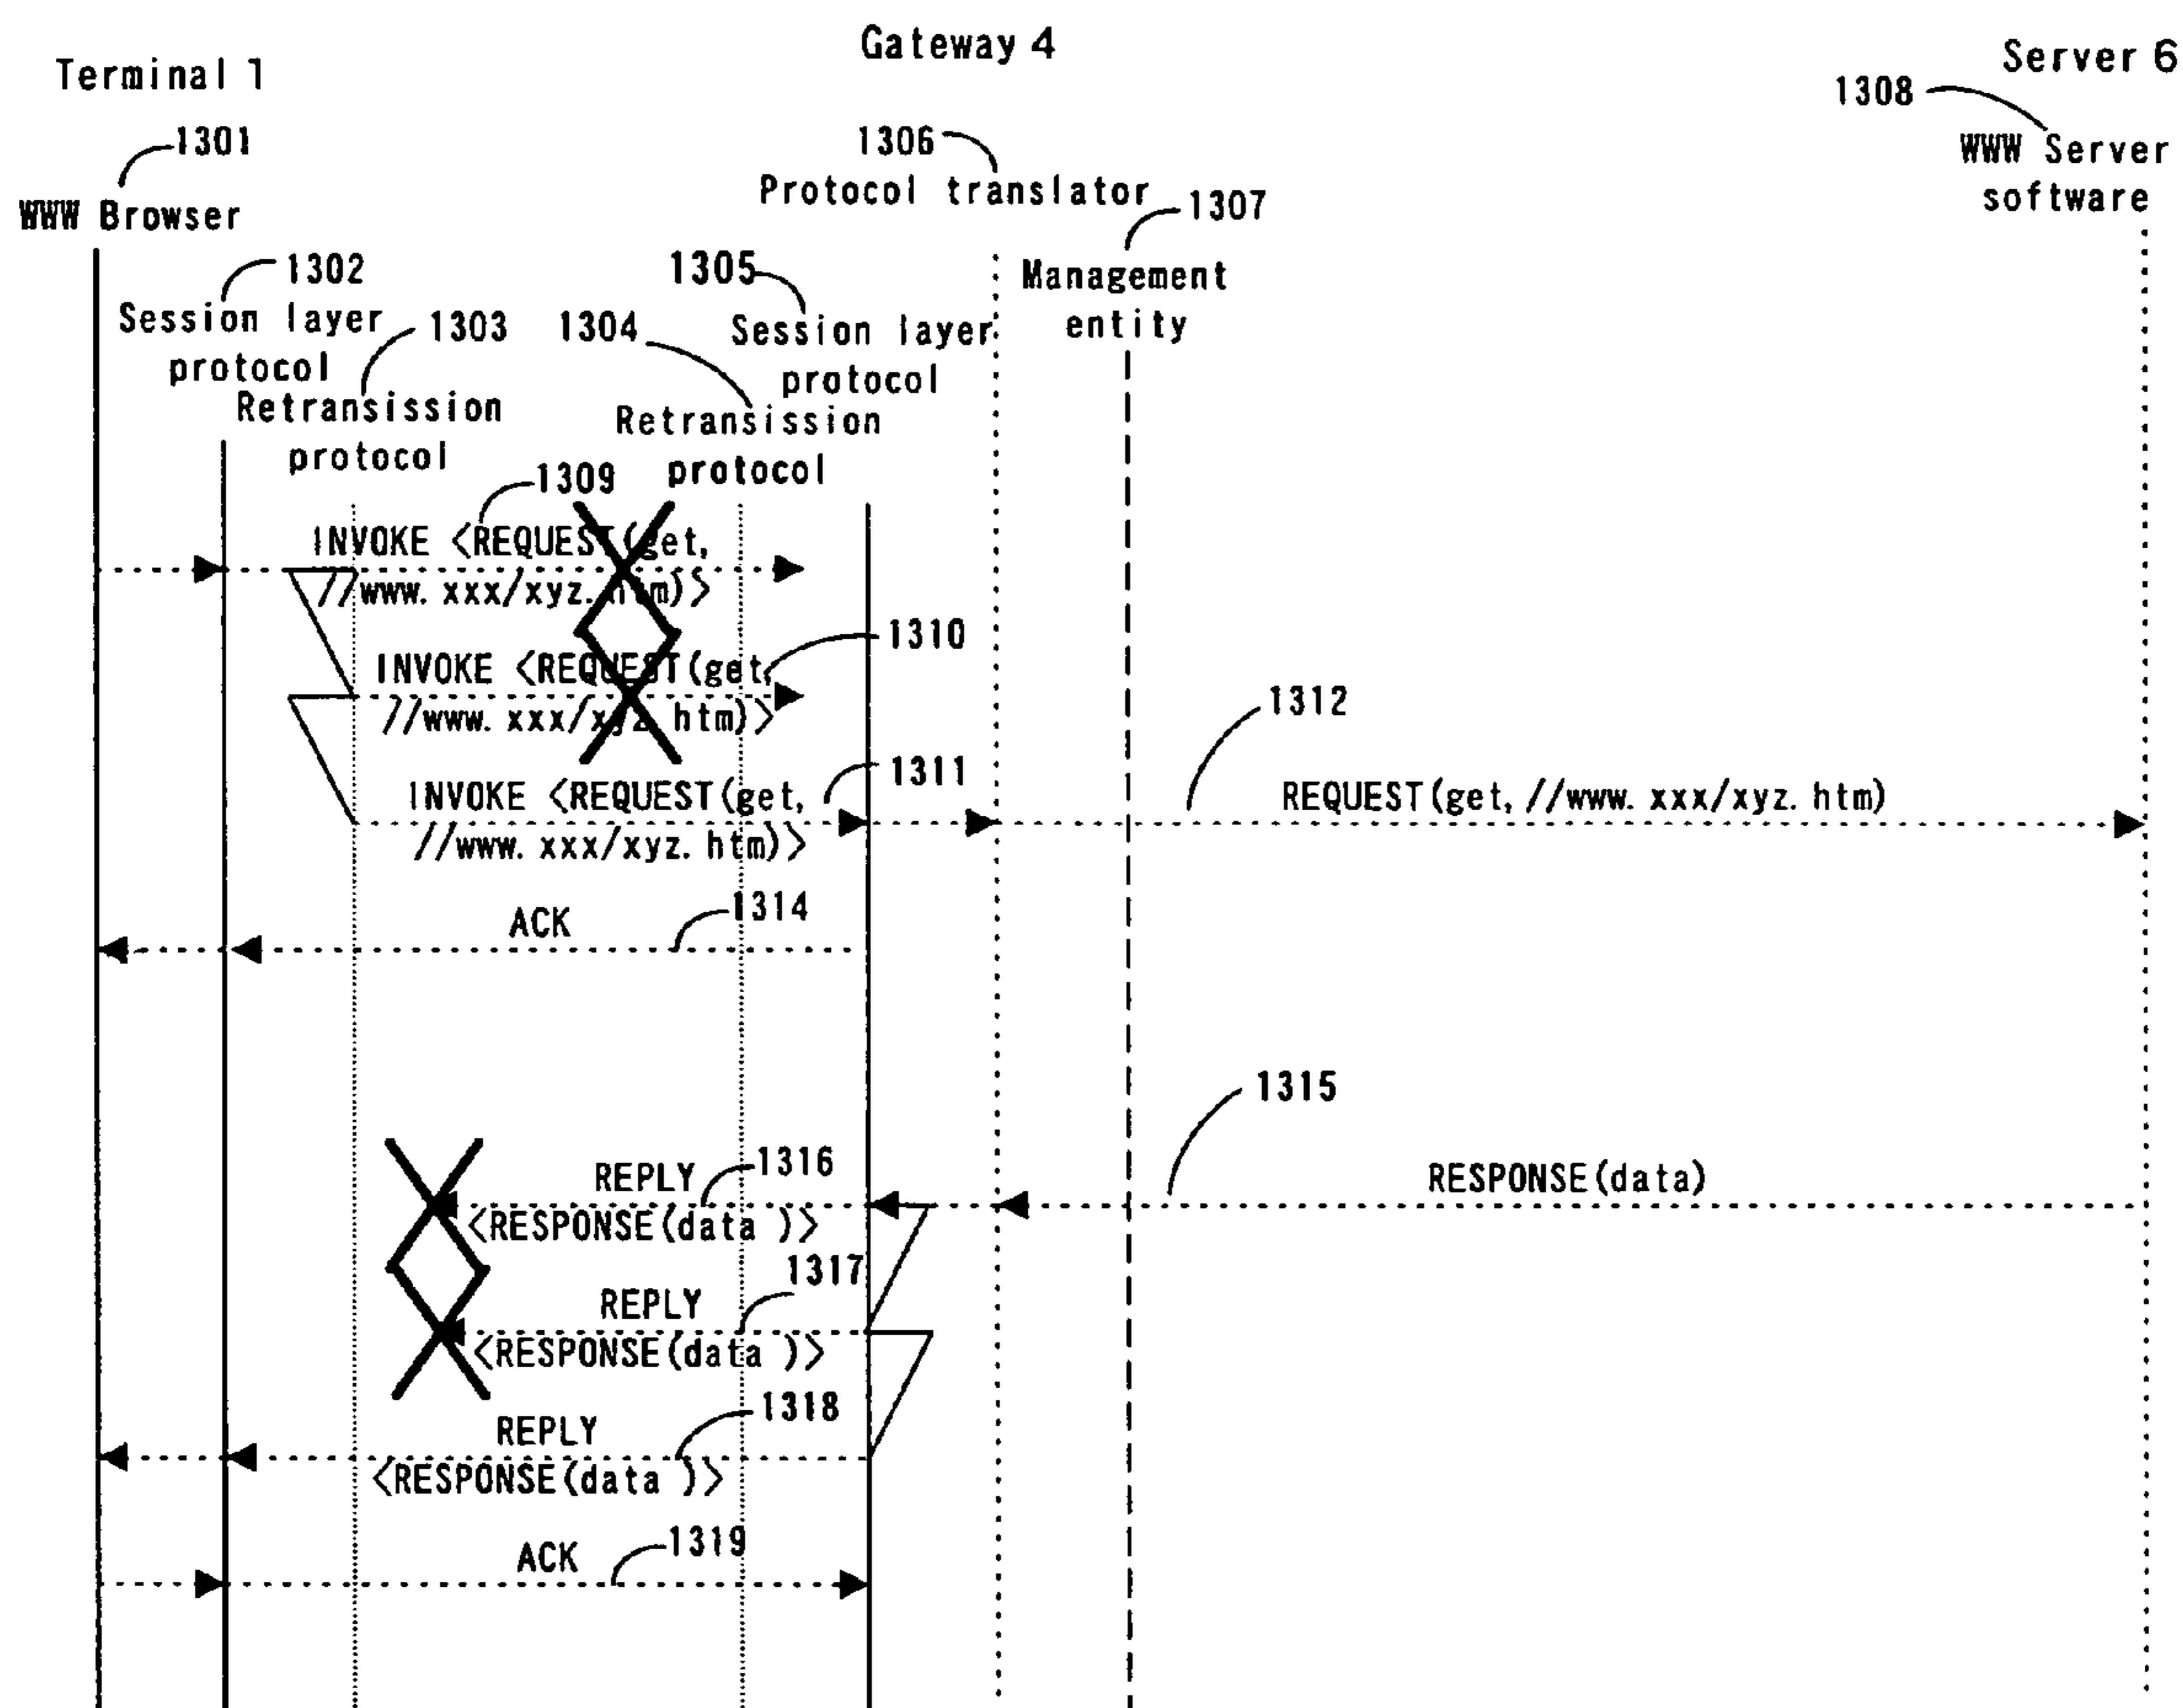 Gateway 4
Terminal 1
Server 6
1308
1301
1306
WWW Server
software
Protocol translator
1307
WWW Browser
1302
1305
Management
entity
Session layer
protocol
1303
1304
Session layer
protocol
Retransission
protocol
Retransission
protocol
1309
INVOKE <REQUEST(get,
//www. xxx/xyz. htm)>
1310
INVOKE <REQUEST(get,
//www. xxx/xyz. htm)>
1312
1311
INVOKE <REQUEST(get,
//www. xxx/xyz. htm)>
REQUEST(get, //www. xxx/xyz. htm)
1314
ACK
1315
1316
REPLY
<RESPONSE(data )>
RESPONSE(data)
1317
REPLY
<RESPONSE(data )>
1318
REPLY
<RESPONSE(data )>
1319
ACK